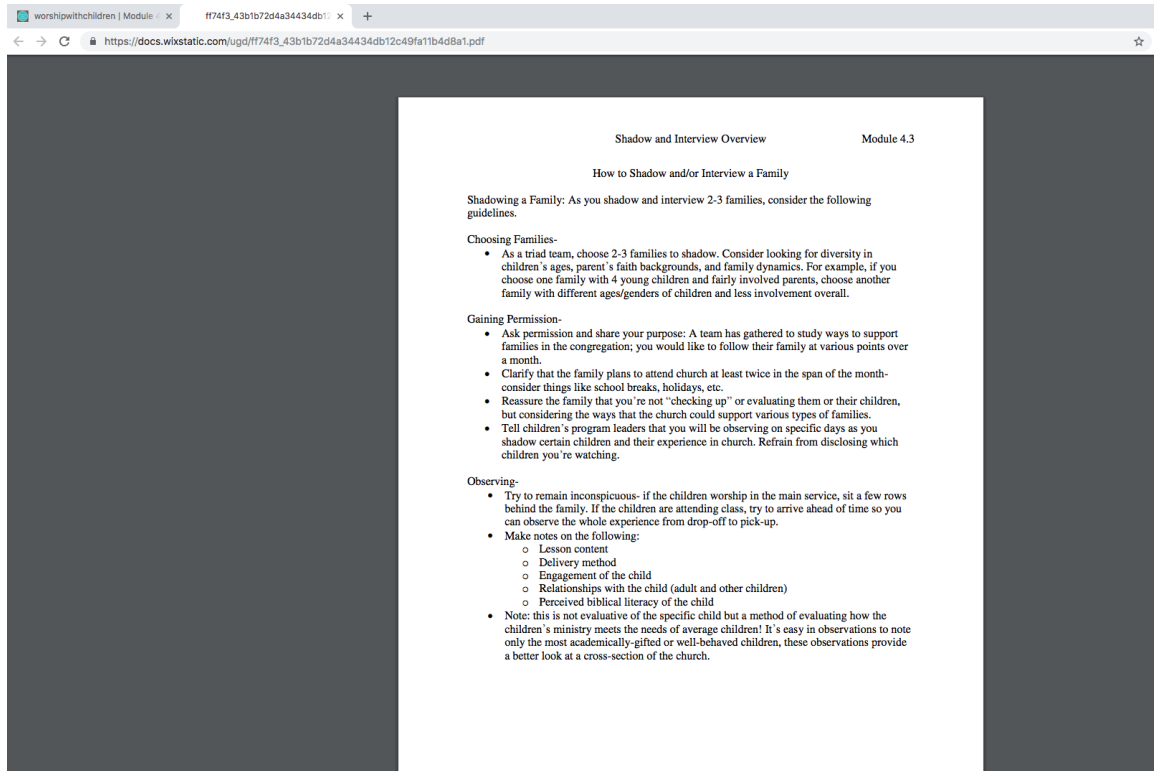 worshipwithchildren | Module
ff74f3_43b1b72d4a34434db12
https://docs.wixstatic.com/ugd/ff74f3_43b1b72d4a34434db12c49fa11b4d8a1.pdf
Shadow and Interview Overview Module 4.3
How to Shadow and/or Interview a Family
Shadowing a Family: As you shadow and interview 2-3 families, consider the following
guidelines.
Choosing Families-
• As a triad team, choose 2-3 families to shadow. Consider looking for diversity in
children's ages, parent's faith backgrounds, and family dynamics. For example, if you
choose one family with 4 young children and fairly involved parents, choose another
family with different ages/genders of children and less involvement overall.
Gaining Permission-
• Ask permission and share your purpose: A team has gathered to study ways to support
families in the congregation; you would like to follow their family at various points over
a month.
• Clarify that the family plans to attend church at least twice in the span of the month-
consider things like school breaks, holidays, etc.
• Reassure the family that you're not "checking up" or evaluating them or their children,
but considering the ways that the church could support various types of families.
• Tell children's program leaders that you will be observing on specific days as you
shadow certain children and their experience in church. Refrain from disclosing which
children you're watching.
Observing-
• Try to remain inconspicuous- if the children worship in the main service, sit a few rows
behind the family. If the children are attending class, try to arrive ahead of time so you
can observe the whole experience from drop-off to pick-up.
• Make notes on the following:
o Lesson content
o Delivery method
o Engagement of the child
o Relationships with the child (adult and other children)
o Perceived biblical literacy of the child
• Note: this is not evaluative of the specific child but a method of evaluating how the
children's ministry meets the needs of average children! It's easy in observations to note
only the most academically-gifted or well-behaved children, these observations provide
a better look at a cross-section of the church.